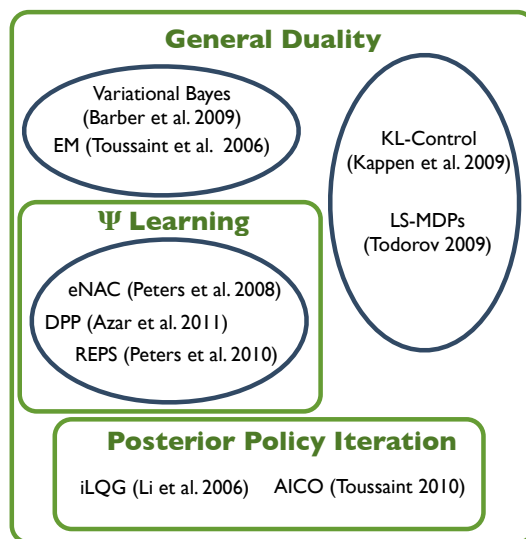 General Duality
Variational Bayes
(Barber et al. 2009)
EM (Toussaint et al. 2006)
KL-Control
(Kappen et al. 2009)
LS-MDPs
(Todorov 2009)
Ψ Learning
eNAC (Peters et al. 2008)
DPP (Azar et al. 2011)
REPS (Peters et al. 2010)
Posterior Policy Iteration
iLQG (Li et al. 2006) AICO (Toussaint 2010)